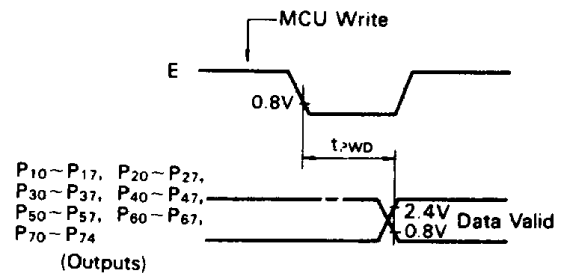 MCU Write
E
0.8V
tPWD
P10~P17, P20~P27,
P30~P37, P40~P47,
P50~P57, P60~P67,
P70~P74
(Outputs)
2.4V
0.8V
Data Valid